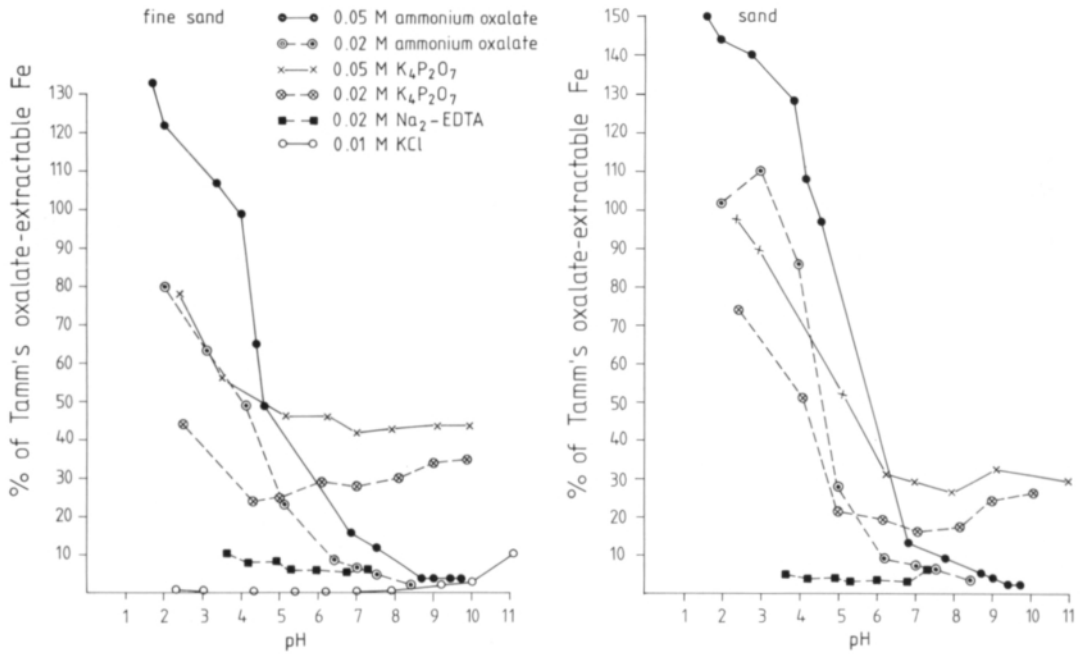 fine sand
0.05 M ammonium oxalate
0.02 M ammonium oxalate
0.05 M K₄P₂O₇
0.02 M K₄P₂O₇
0.02 M Na₂-EDTA
0.01 M KCl
% of Tamm's oxalate-extractable Fe
130
120
110
100
90
80
70
60
50
40
30
20
10
1 2 3 4 5 6 7 8 9 10 11
pH
sand
% of Tamm's oxalate-extractable Fe
150
140
130
120
110
100
90
80
70
60
50
40
30
20
10
1 2 3 4 5 6 7 8 9 10 11
pH